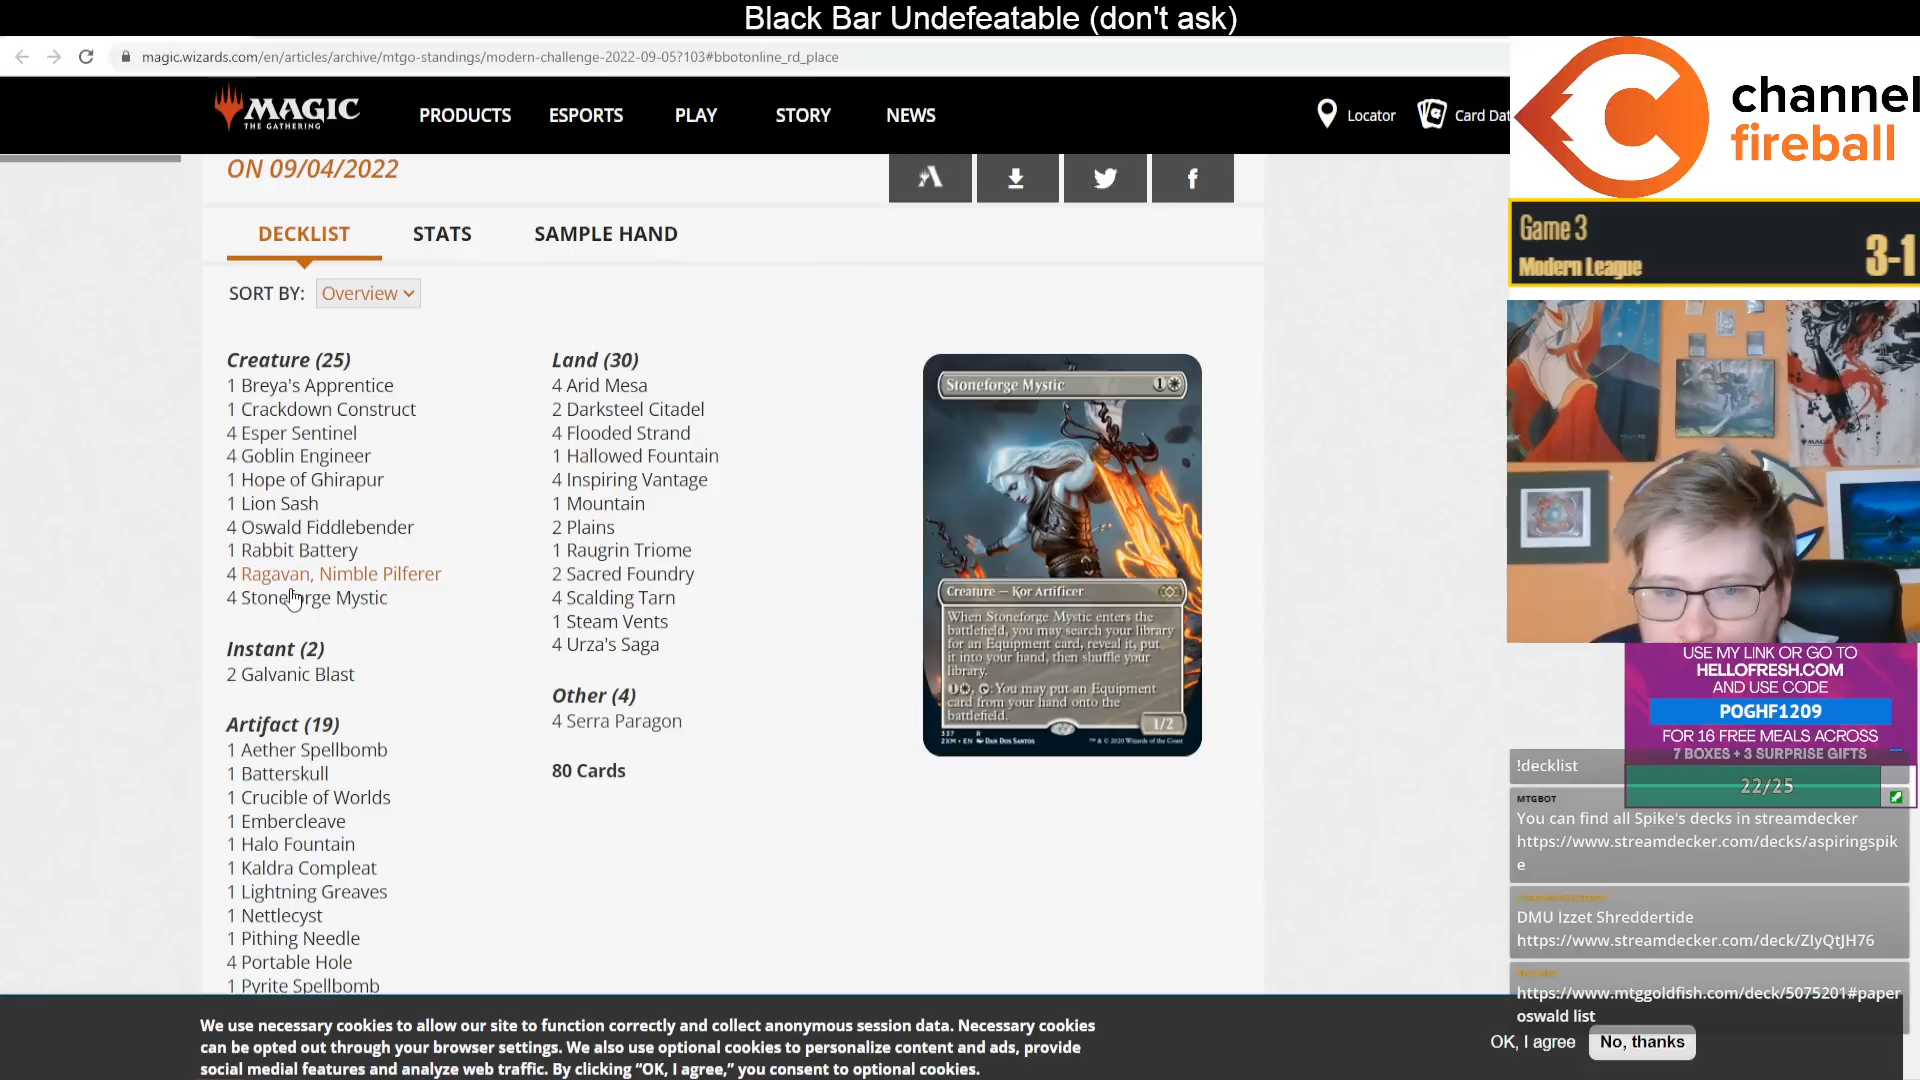 Black Bar Undefeatable (don't ask)
magic.wizards.com/en/articles/archive/mtgo-standings/modern-challenge-2022-09-05?103#bbotonline_rd_place
MAGIC
THE GATHERING
PRODUCTS
ESPORTS
PLAY
STORY
NEWS
Locator
Card Dat
channel
fireball
ON 09/04/2022
Game 3
Modern League
3-1
DECKLIST
STATS
SAMPLE HAND
SORT BY: Overview
Creature (25)
1 Breya's Apprentice
1 Crackdown Construct
4 Esper Sentinel
4 Goblin Engineer
1 Hope of Ghirapur
1 Lion Sash
4 Oswald Fiddlebender
1 Rabbit Battery
4 Ragavan, Nimble Pilferer
4 Stoneforge Mystic
Instant (2)
2 Galvanic Blast
Artifact (19)
1 Aether Spellbomb
1 Batterskull
1 Crucible of Worlds
1 Embercleave
1 Halo Fountain
1 Kaldra Compleat
1 Lightning Greaves
1 Nettlecyst
1 Pithing Needle
4 Portable Hole
1 Pyrite Spellbomb
Land (30)
4 Arid Mesa
2 Darksteel Citadel
4 Flooded Strand
1 Hallowed Fountain
4 Inspiring Vantage
1 Mountain
2 Plains
1 Raugrin Triome
2 Sacred Foundry
4 Scalding Tarn
1 Steam Vents
4 Urza's Saga
Other (4)
4 Serra Paragon
80 Cards
Stoneforge Mystic 1
Creature — Kor Artificer
When Stoneforge Mystic enters the
battlefield, you may search your library
for an Equipment card, reveal it, put
it into your hand, then shuffle your
library.
1 : You may put an Equipment
card from your hand onto the
battlefield.
1/2
337 R
2XM • EN DAN DOS SANTOS
™ & © 2020 Wizards of the Coast
USE MY LINK OR GO TO
HELLOFRESH.COM
AND USE CODE
POGHF1209
FOR 16 FREE MEALS ACROSS
7 BOXES + 3 SURPRISE GIFTS
22/25
!decklist
MTGBOT
You can find all Spike's decks in streamdecker
https://www.streamdecker.com/decks/aspiringspik
e
DMU Izzet Shreddertide
https://www.streamdecker.com/deck/ZIyQtJH76
https://www.mtggoldfish.com/deck/5075201#paper
oswald list
We use necessary cookies to allow our site to function correctly and collect anonymous session data. Necessary cookies
can be opted out through your browser settings. We also use optional cookies to personalize content and ads, provide
social medial features and analyze web traffic. By clicking “OK, I agree,” you consent to optional cookies.
OK, I agree
No, thanks